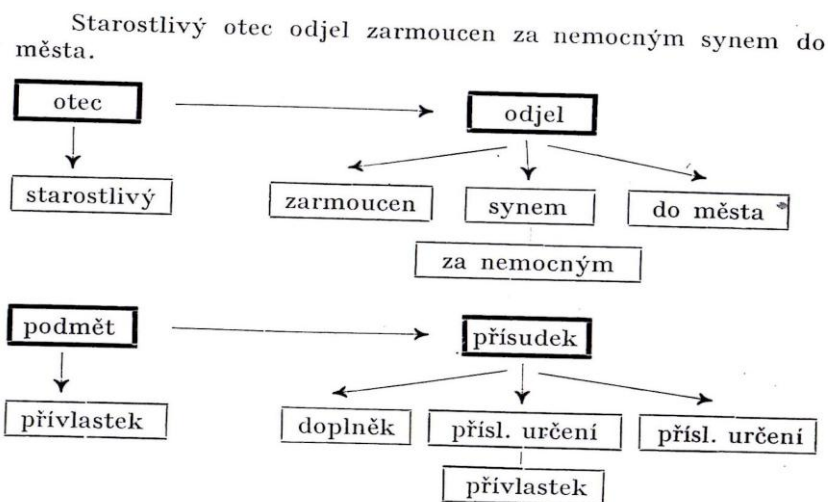 Starostlivý otec odjel zarmoucen za nemocným synem do
města.
otec odjel
starostlivý zarmoucen synem do města
za nemocným
podmět přísudek
přívlastek doplněk přísl. určení přísl. určení
přívlastek